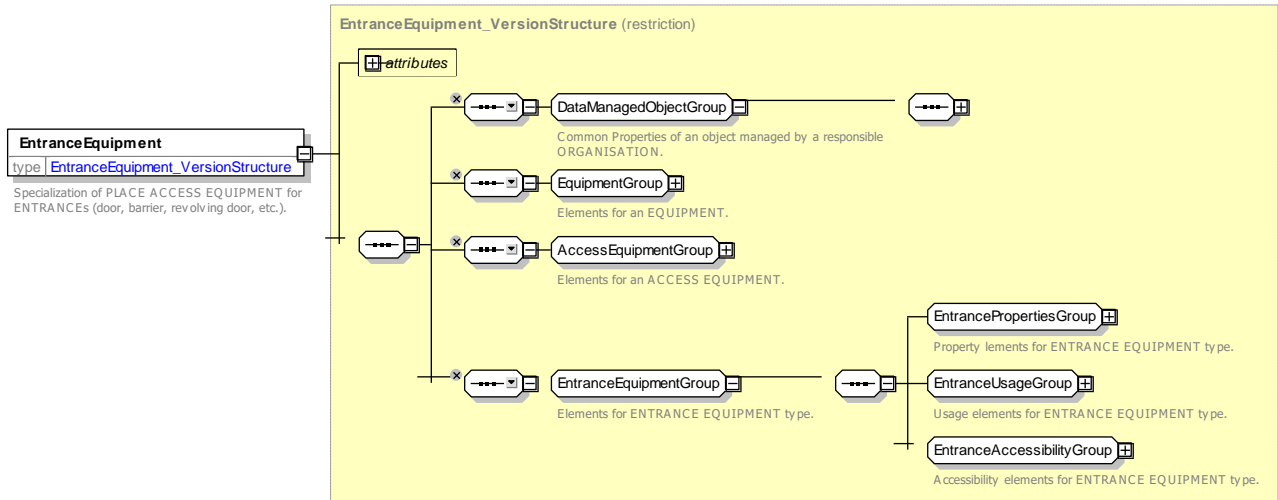 EntranceEquipment_VersionStructure (restriction)
attributes
DataManagedObjectGroup
Common Properties of an object managed by a responsible
ORGANISATION.
EntranceEquipment
type EntranceEquipment_VersionStructure
Specialization of PLACE ACCESS EQUIPMENT for
ENTRANCEs (door, barrier, revolving door, etc.).
EquipmentGroup
Elements for an EQUIPMENT.
AccessEquipmentGroup
Elements for an ACCESS EQUIPMENT.
EntranceEquipmentGroup
Elements for ENTRANCE EQUIPMENT type.
EntrancePropertiesGroup
Property lements for ENTRANCE EQUIPMENT type.
EntranceUsageGroup
Usage elements for ENTRANCE EQUIPMENT type.
EntranceAccessibilityGroup
Accessibility elements for ENTRANCE EQUIPMENT type.